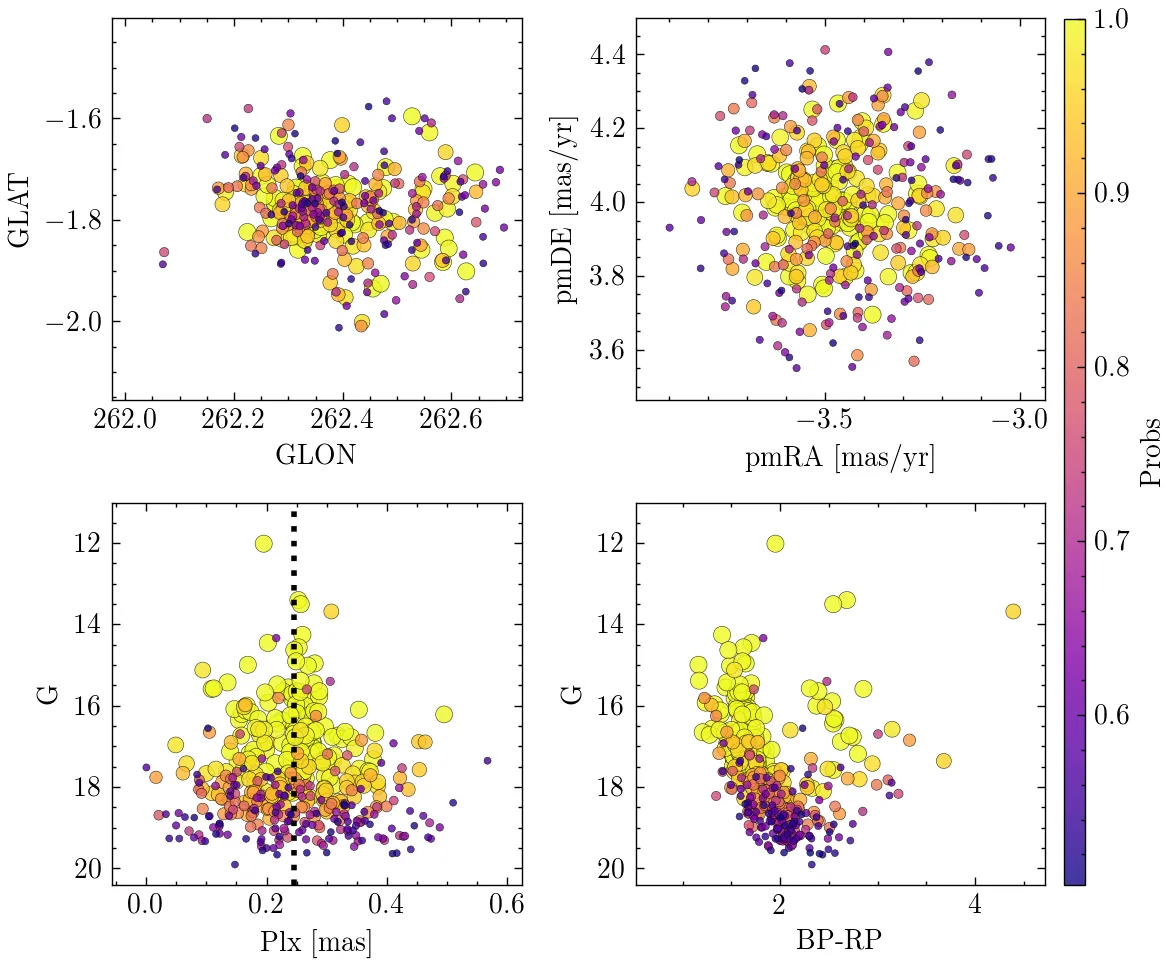 GLAT
−1.6
−1.8
−2.0
262.0 262.2 262.4 262.6
GLON
pmDE [mas/yr]
4.4
4.2
4.0
3.8
3.6
−3.5 −3.0
pmRA [mas/yr]
G
12
14
16
18
20
0.0 0.2 0.4 0.6
Plx [mas]
G
12
14
16
18
20
2 4
BP-RP
1.0
0.9
0.8
0.7
0.6
Probs